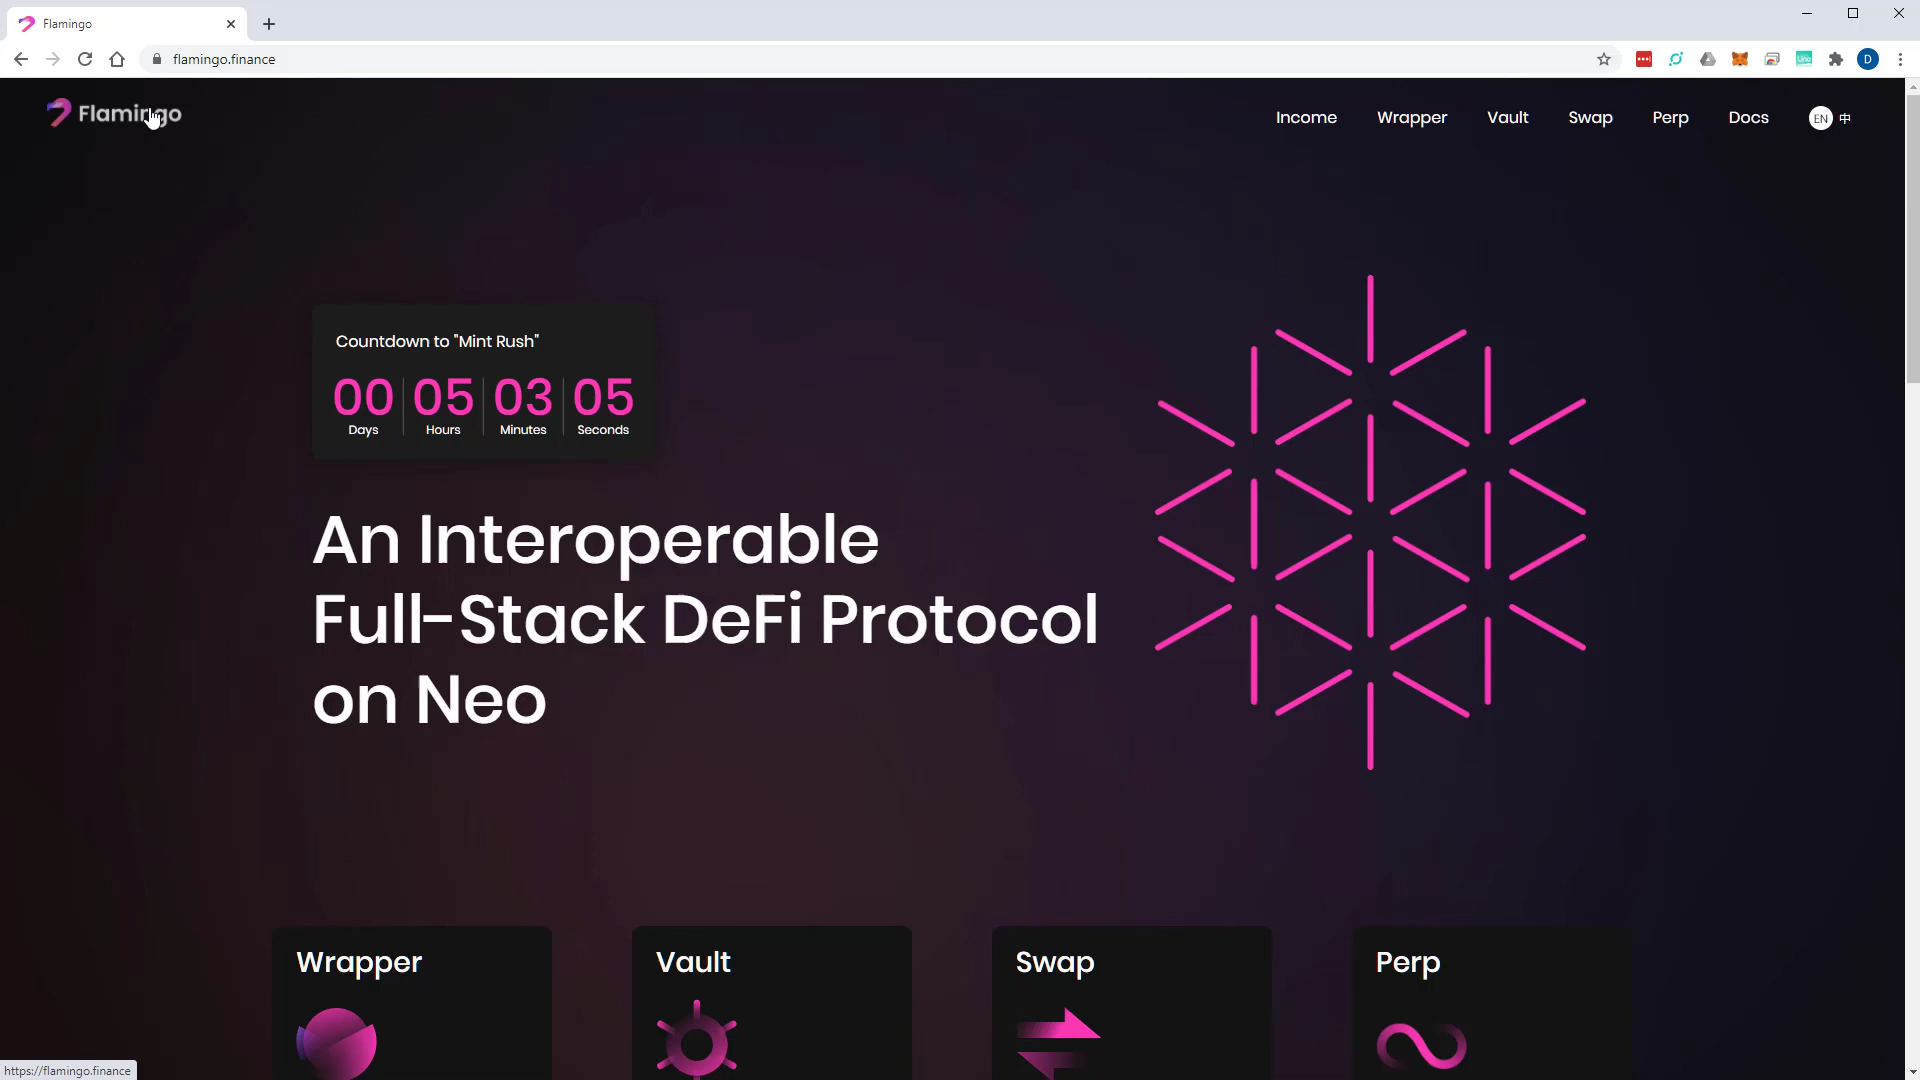 Flamingo
flamingo.finance
D
Flamingo
Income
Wrapper
Vault
Swap
Perp
Docs
EN 中
Countdown to "Mint Rush"
00 05 03 05
Days Hours Minutes Seconds
An Interoperable
Full-Stack DeFi Protocol
on Neo
Wrapper
Vault
Swap
Perp
https://flamingo.finance